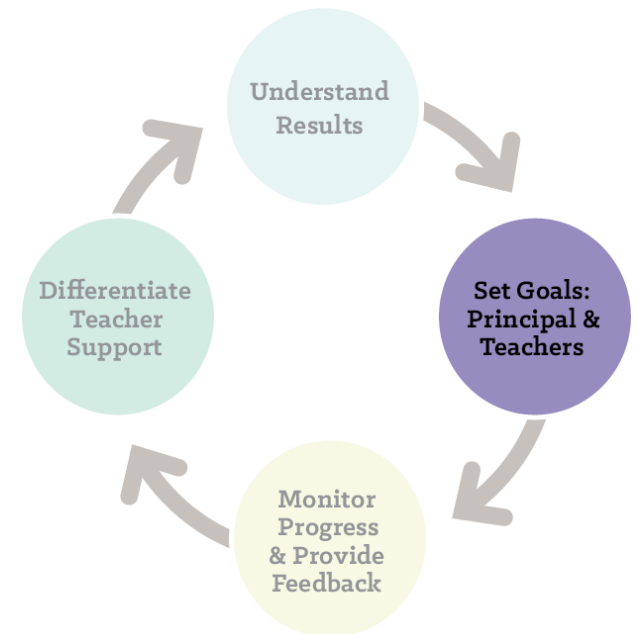 Understand
Results
Set Goals:
Principal &
Teachers
Monitor
Progress
& Provide
Feedback
Differentiate
Teacher
Support